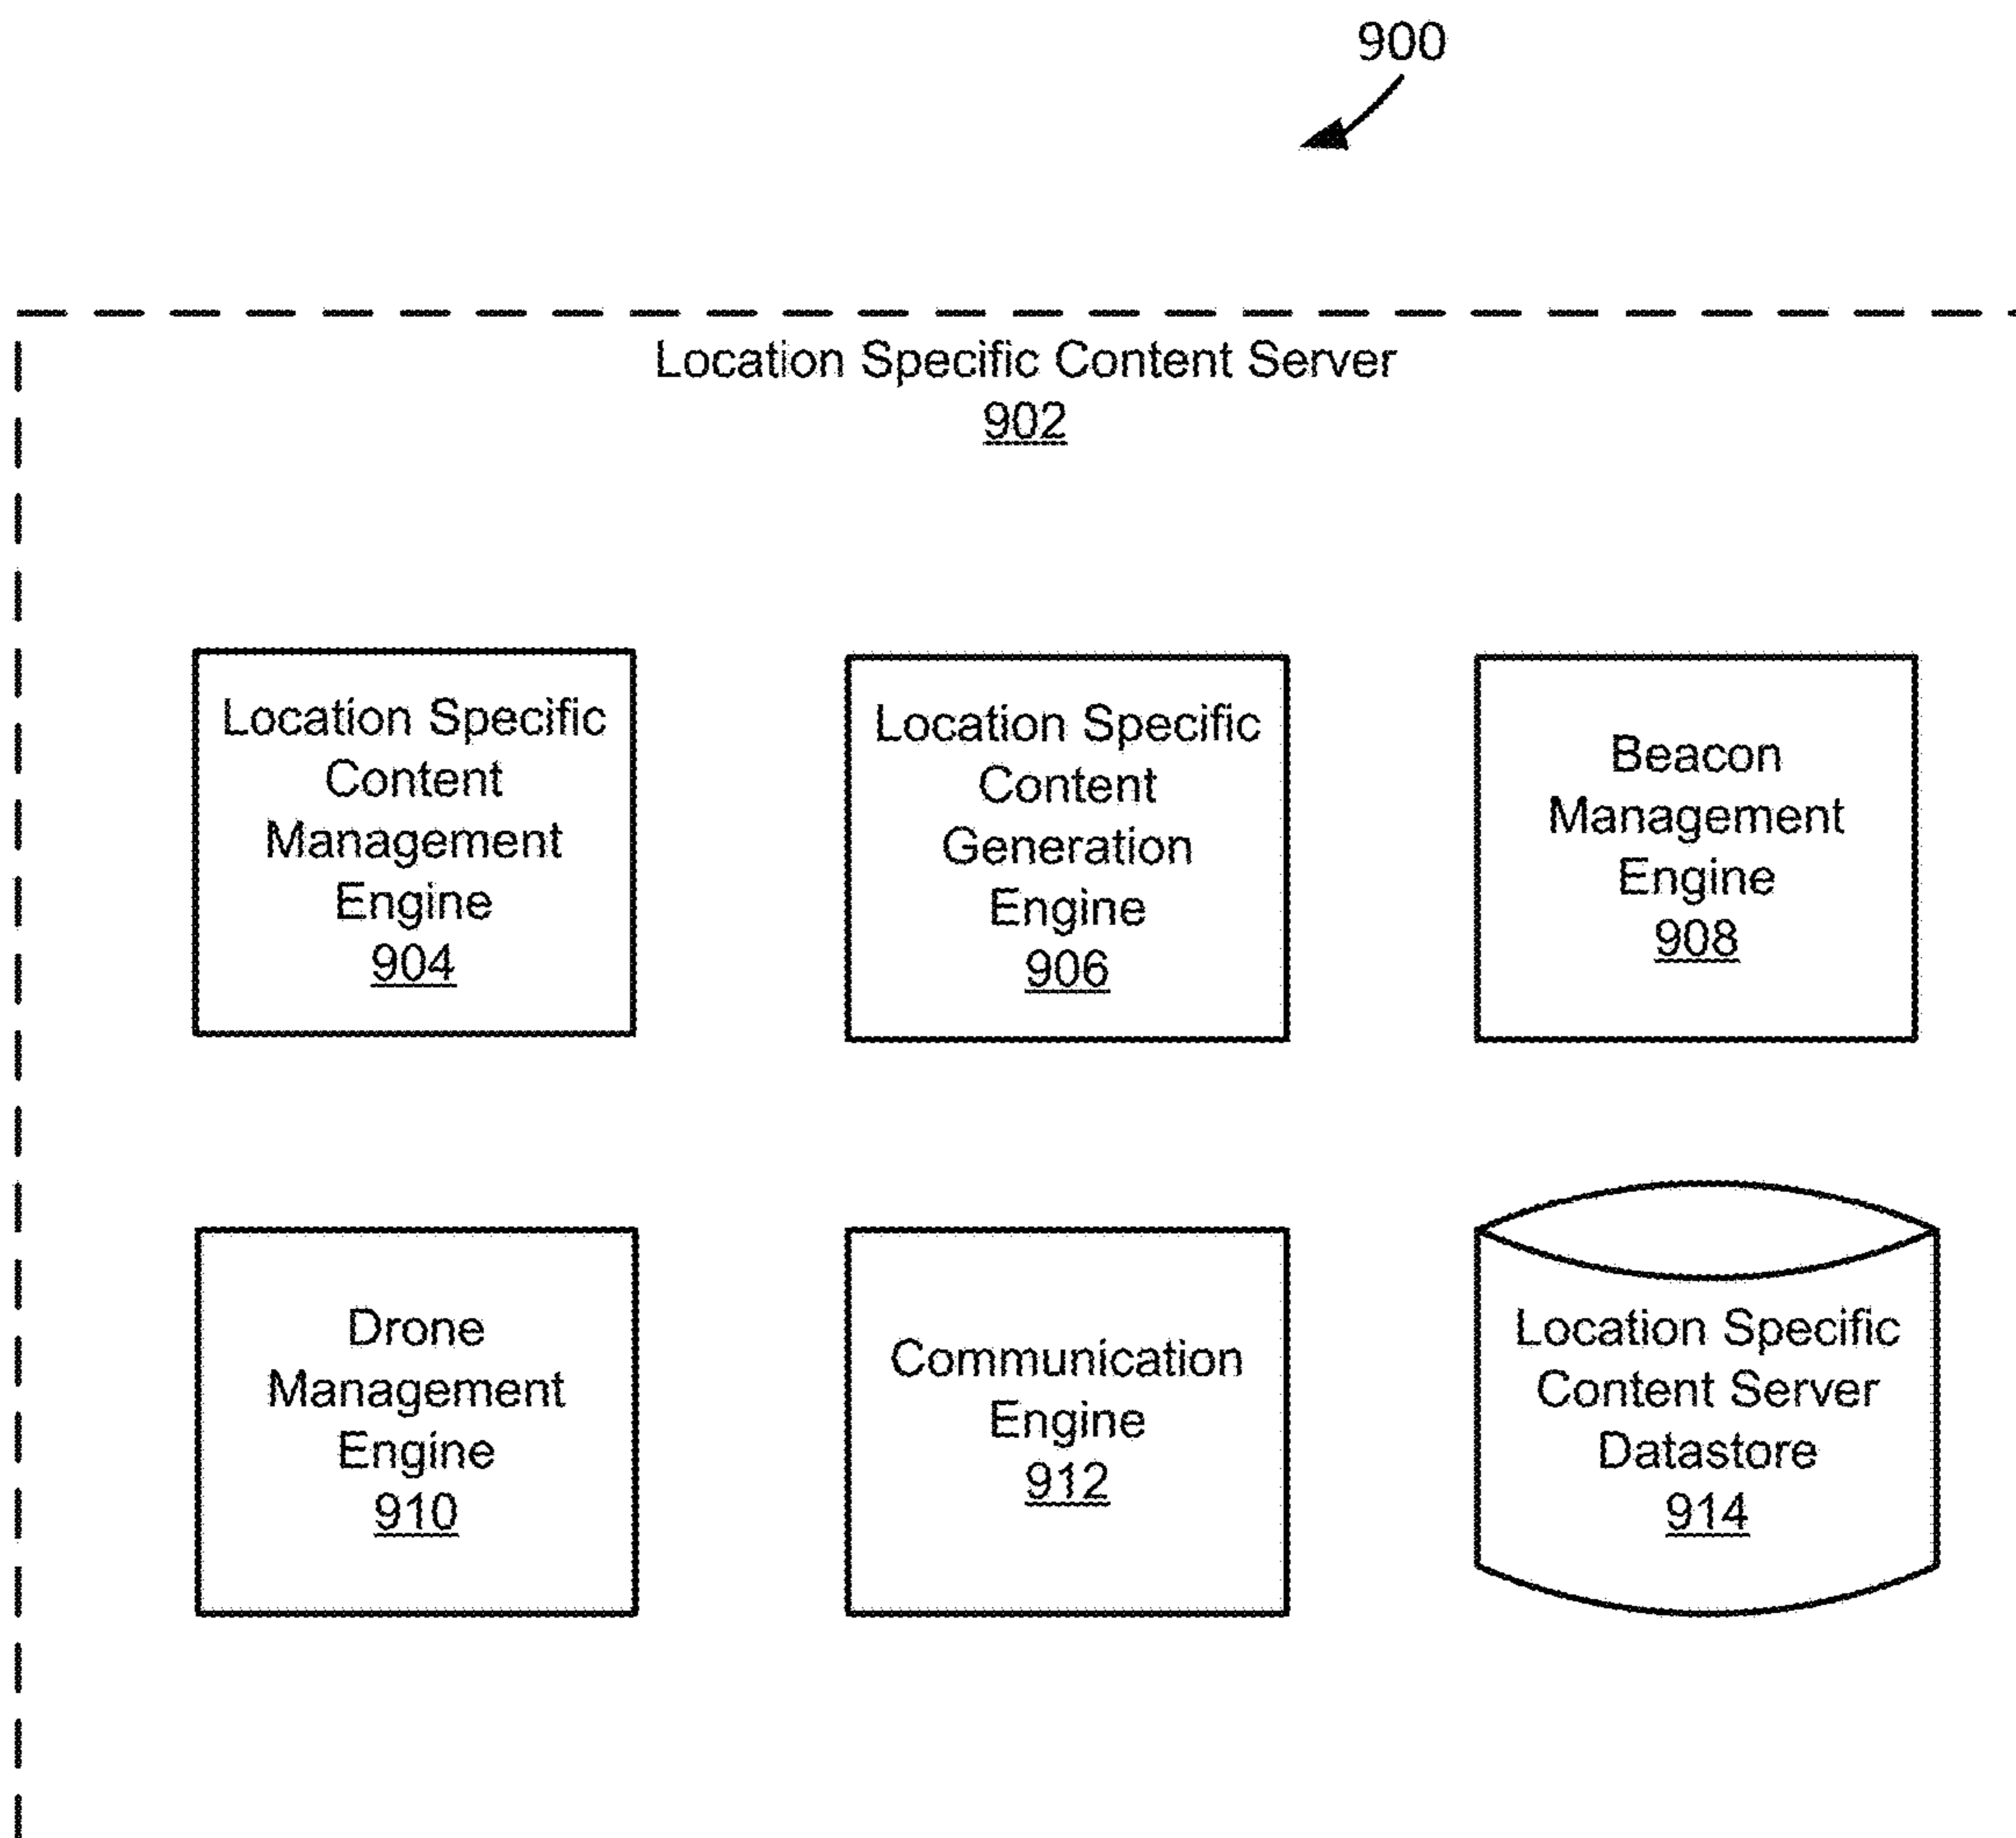 900
Location Specific Content Server
902
Location Specific
Content
Management
Engine
904
Location Specific
Content
Generation
Engine
906
Beacon
Management
Engine
908
Drone
Management
Engine
910
Communication
Engine
912
Location Specific
Content Server
Datastore
914